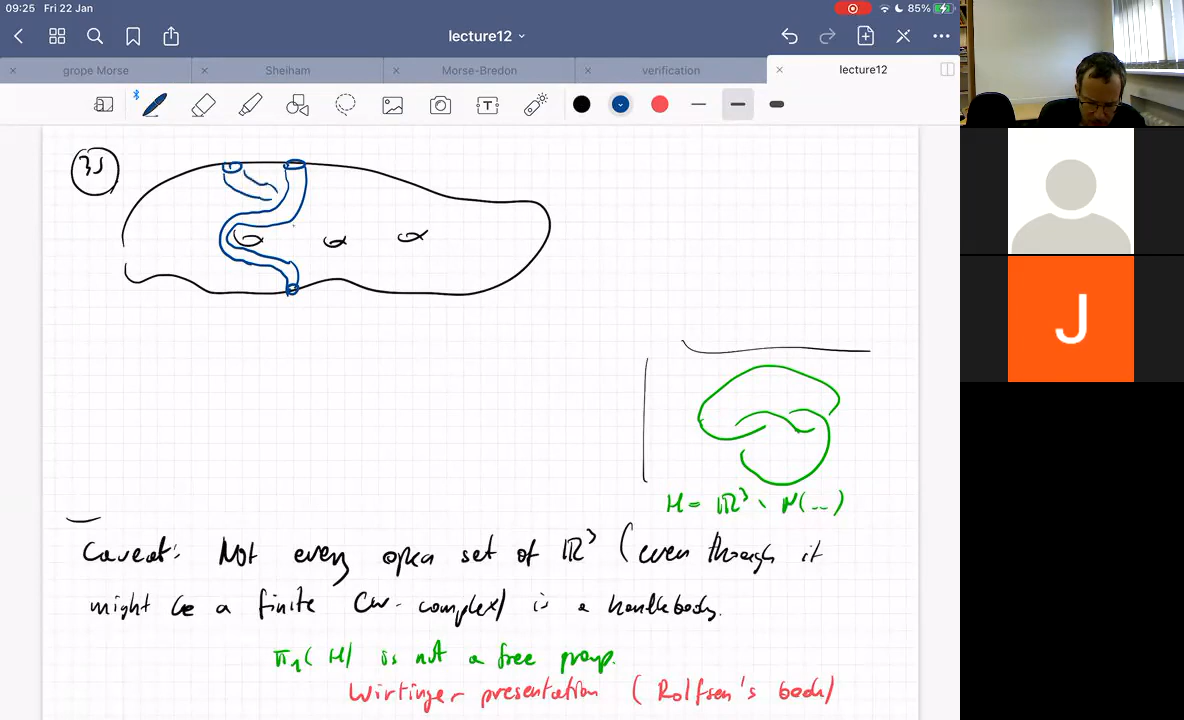 09:25 Fri 22 Jan
85%
lecture12
grope Morse
Sheiham
Morse-Bredon
venfication
lecture12
35
H = ℝ³ \ N(...)
Caveat: Not every open set of ℝ³ (even though it
might be a finite CW-complex) is a handlebody.
π₁(H) is not a free group.
Wirtinger presentation (Rolfsen's book)
J